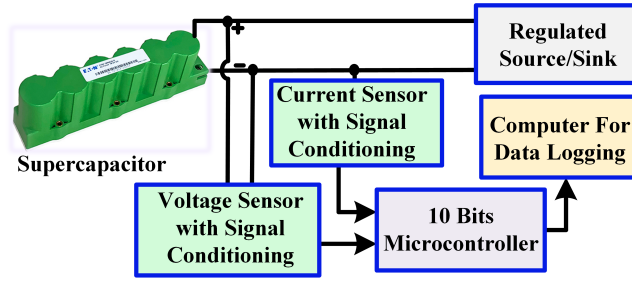 +
Regulated
Source/Sink
EATON
-
Current Sensor
with Signal
Conditioning
Computer For
Data Logging
Supercapacitor
Voltage Sensor
with Signal
Conditioning
10 Bits
Microcontroller